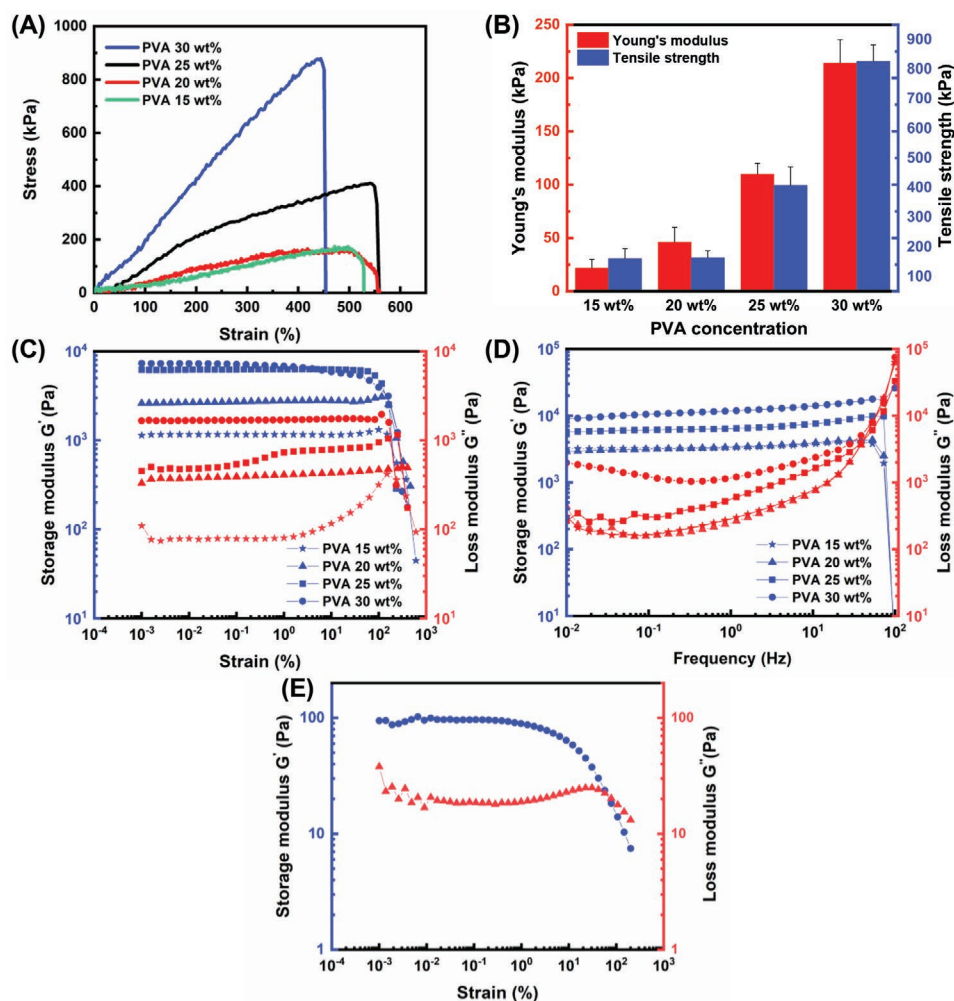 (A)
PVA 30 wt%
PVA 25 wt%
PVA 20 wt%
PVA 15 wt%
Stress (kPa)
1000
800
600
400
200
0
0 100 200 300 400 500 600
Strain (%)
(B)
Young's modulus
Tensile strength
Young's modulus (kPa)
250
200
150
100
50
0
Tensile strength (kPa)
900
800
700
600
500
400
300
200
100
15 wt% 20 wt% 25 wt% 30 wt%
PVA concentration
(C)
Storage modulus G' (Pa)
10⁴
10³
10²
10¹
Loss modulus G" (Pa)
10⁴
10³
10²
10¹
PVA 15 wt%
PVA 20 wt%
PVA 25 wt%
PVA 30 wt%
10⁻⁴ 10⁻³ 10⁻² 10⁻¹ 10⁰ 10¹ 10² 10³
Strain (%)
(D)
Storage modulus G' (Pa)
10⁵
10⁴
10³
10²
10¹
Loss modulus G" (Pa)
10⁵
10⁴
10³
10²
10¹
PVA 15 wt%
PVA 20 wt%
PVA 25 wt%
PVA 30 wt%
10⁻² 10⁻¹ 10⁰ 10¹ 10²
Frequency (Hz)
(E)
Storage modulus G' (Pa)
100
10
1
Loss modulus G"(Pa)
100
10
1
10⁻⁴ 10⁻³ 10⁻² 10⁻¹ 10⁰ 10¹ 10² 10³
Strain (%)